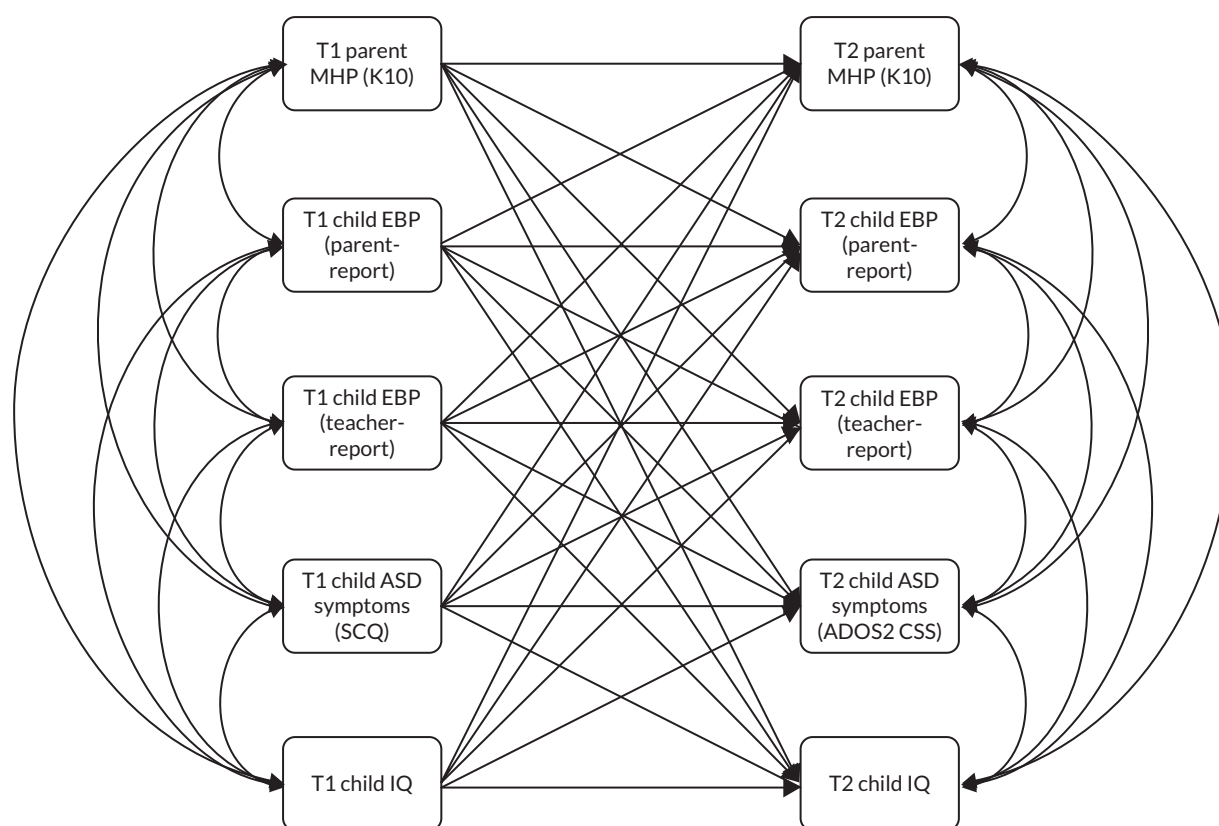 T1 parent
MHP (K10)
T2 parent
MHP (K10)
T1 child EBP
(parent-
report)
T2 child EBP
(parent-
report)
T1 child EBP
(teacher-
report)
T2 child EBP
(teacher-
report)
T1 child ASD
symptoms
(SCQ)
T2 child ASD
symptoms
(ADOS2 CSS)
T1 child IQ
T2 child IQ